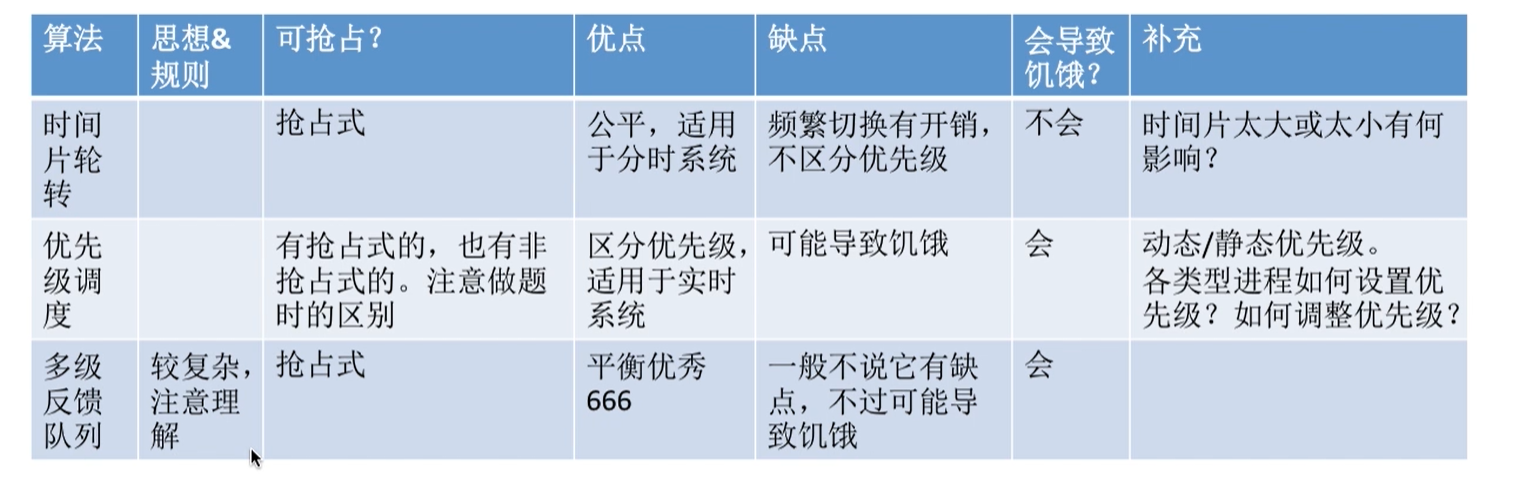 算法
思想&
规则
可抢占？
优点
缺点
会导致
饥饿？
补充
时间
片轮
转
抢占式
公平，适用
于分时系统
频繁切换有开销，
不区分优先级
不会
时间片太大或太小有何
影响？
优先
级调
度
有抢占式的，也有非
抢占式的。注意做题
时的区别
区分优先级，
适用于实时
系统
可能导致饥饿
会
动态/静态优先级。
各类型进程如何设置优
先级？如何调整优先级？
多级
反馈
队列
较复杂，
注意理
解
抢占式
平衡优秀
666
一般不说它有缺
点，不过可能导
致饥饿
会